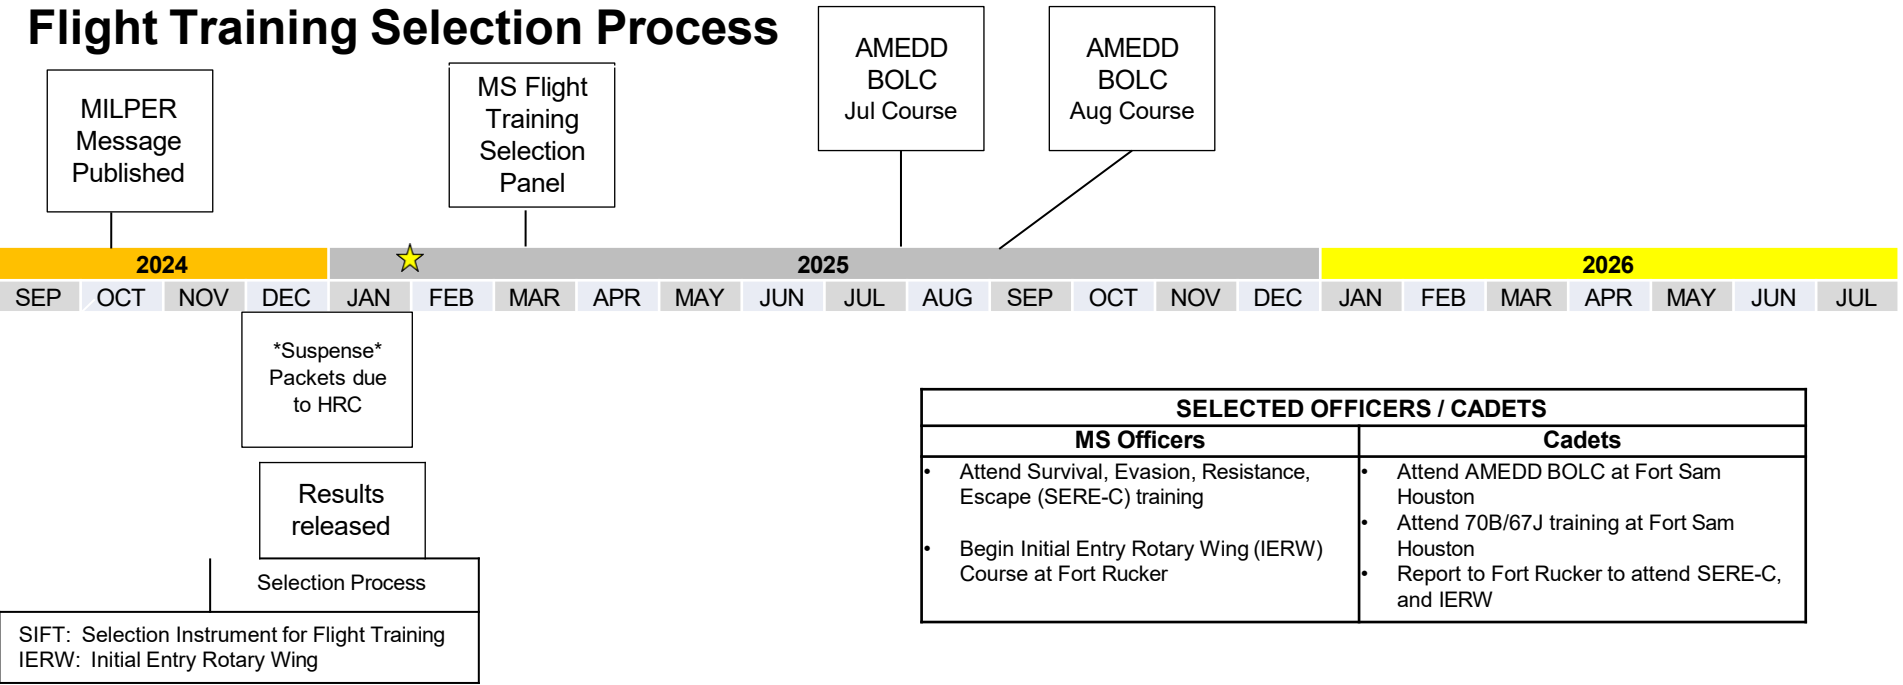 Flight Training Selection Process
MILPER
Message
Published
MS Flight
Training
Selection
Panel
AMEDD
BOLC
Jul Course
AMEDD
BOLC
Aug Course
2024 2025 2026
SEP OCT NOV DEC JAN FEB MAR APR MAY JUN JUL AUG SEP OCT NOV DEC JAN FEB MAR APR MAY JUN JUL
*Suspense*
Packets due
to HRC
Results
released
Selection Process
SIFT: Selection Instrument for Flight Training
IERW: Initial Entry Rotary Wing
SELECTED OFFICERS / CADETS
MS Officers
• Attend Survival, Evasion, Resistance,
Escape (SERE-C) training
• Begin Initial Entry Rotary Wing (IERW)
Course at Fort Rucker
Cadets
• Attend AMEDD BOLC at Fort Sam
Houston
• Attend 70B/67J training at Fort Sam
Houston
• Report to Fort Rucker to attend SERE-C,
and IERW